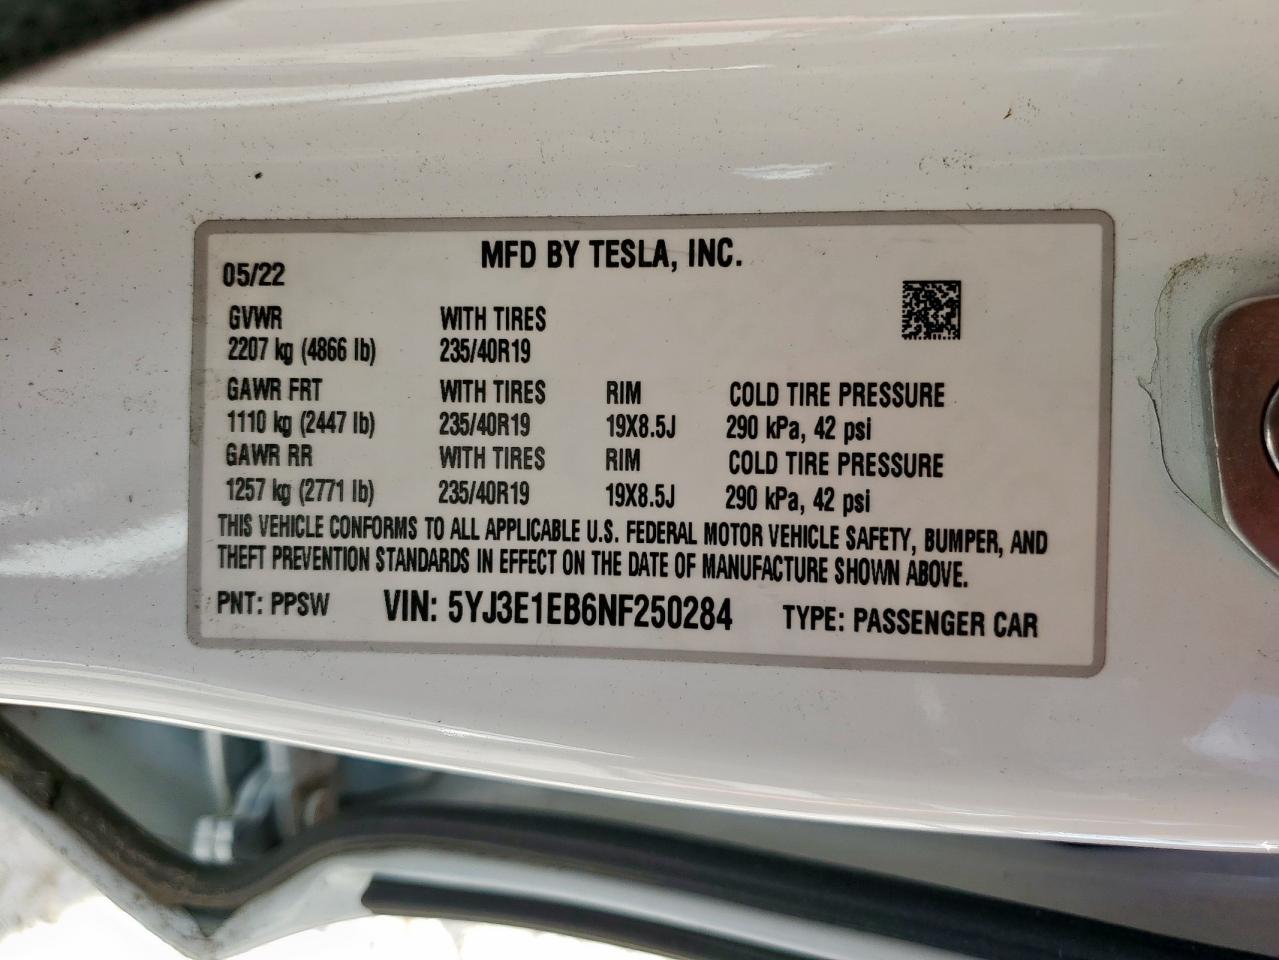 MFD BY TESLA, INC.
05/22
GVWR WITH TIRES
2207 kg (4866 lb) 235/40R19
GAWR FRT WITH TIRES RIM COLD TIRE PRESSURE
1110 kg (2447 lb) 235/40R19 19X8.5J 290 kPa, 42 psi
GAWR RR WITH TIRES RIM COLD TIRE PRESSURE
1257 kg (2771 lb) 235/40R19 19X8.5J 290 kPa, 42 psi
THIS VEHICLE CONFORMS TO ALL APPLICABLE U.S. FEDERAL MOTOR VEHICLE SAFETY, BUMPER, AND
THEFT PREVENTION STANDARDS IN EFFECT ON THE DATE OF MANUFACTURE SHOWN ABOVE.
PNT: PPSW VIN: 5YJ3E1EB6NF250284 TYPE: PASSENGER CAR